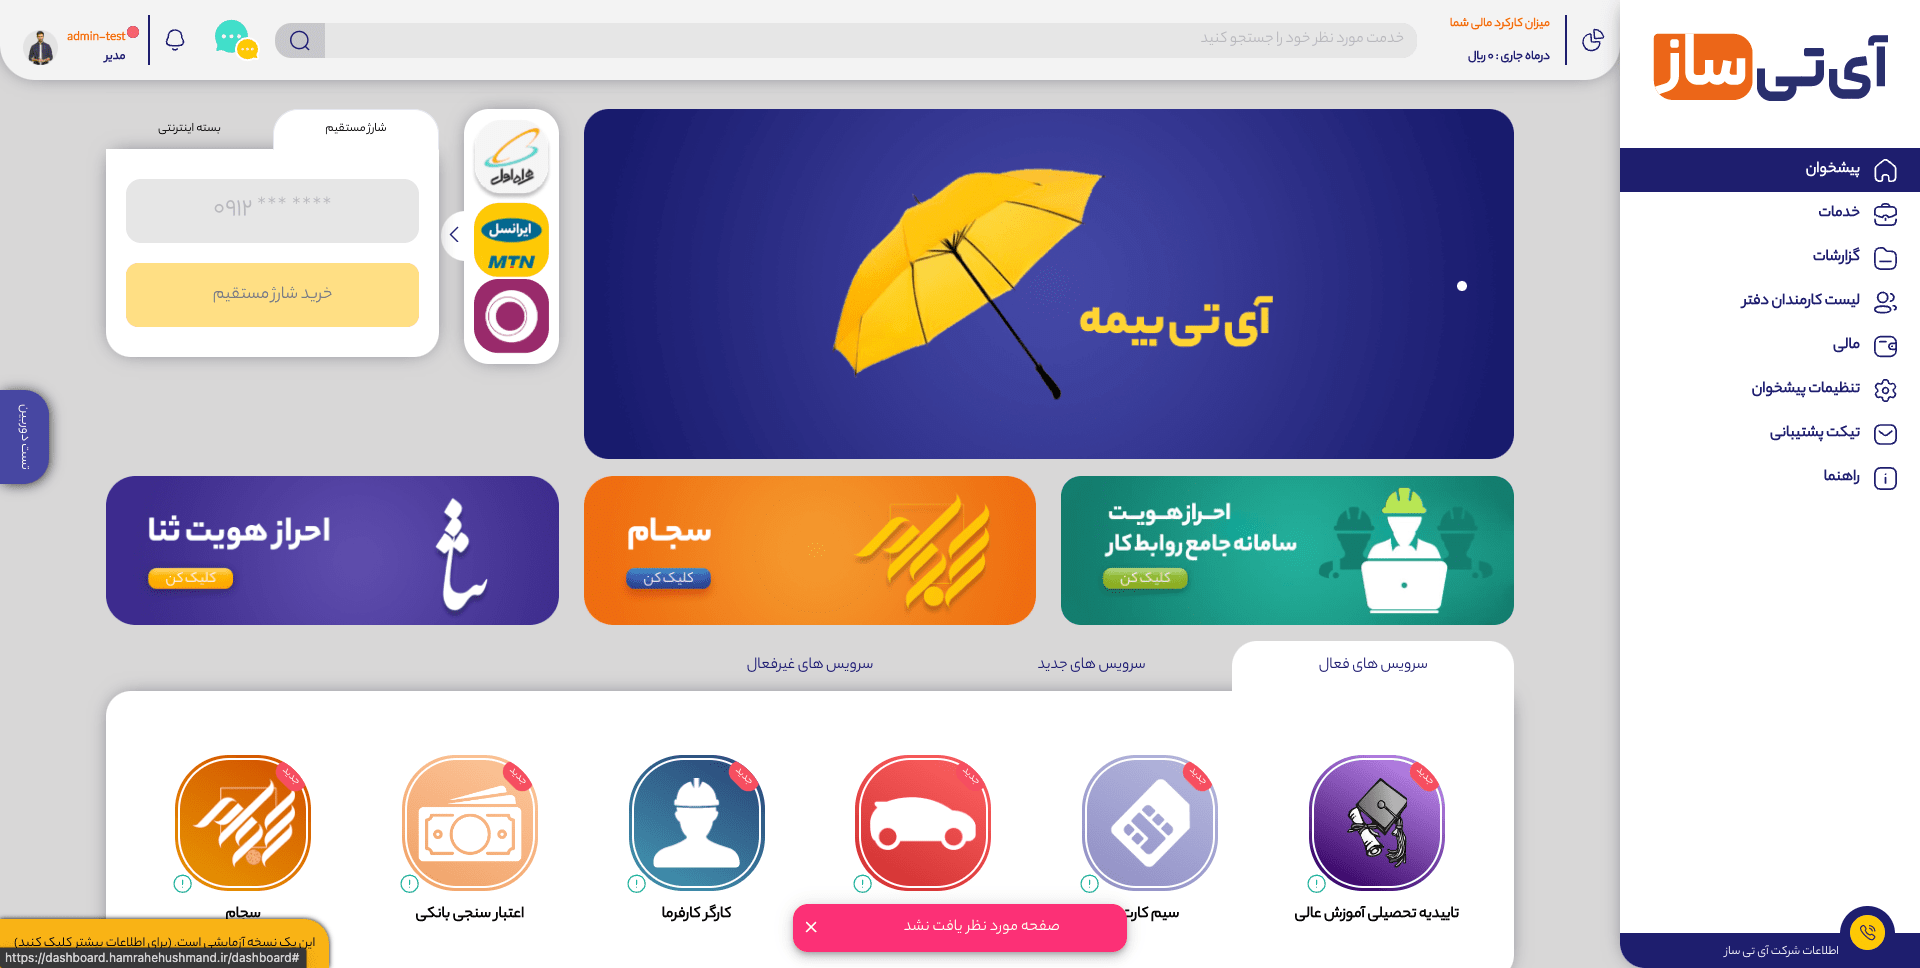 آی‌تی‌ساز
پیشخوان
خدمات
گزارشات
لیست کارمندان دفتر
مالی
تنظیمات پیشخوان
تیکت پشتیبانی
راهنما
اطلاعات شرکت آی تی ساز
میزان کارکرد مالی شما
درماه جاری : ۰ ریال
خدمت مورد نظر خود را جستجو کنید
admin-test
مدیر
آی‌تی‌بیمه
همراه اول
ایرانسل
MTN
شارژ مستقیم
بسته اینترنتی
۰۹۱۲ *** ****
خرید شارژ مستقیم
تست دوربین
احــراز هـویــت
سامانه جامع روابط کار
کلیک کن
سجام
کلیک کن
احراز هویت ثنا
کلیک کن
ثنا
سرویس های فعال
سرویس های جدید
سرویس های غیرفعال
جدید
تاییدیه تحصیلی آموزش عالی
جدید
سیم کارت
جدید
جدید
کارگر کارفرما
جدید
اعتبار سنجی بانکی
جدید
سجام
صفحه مورد نظر یافت نشد
این یک نسخه آزمایشی است. (برای اطلاعات بیشتر کلیک کنید)
https://dashboard.hamrahehushmand.ir/dashboard#